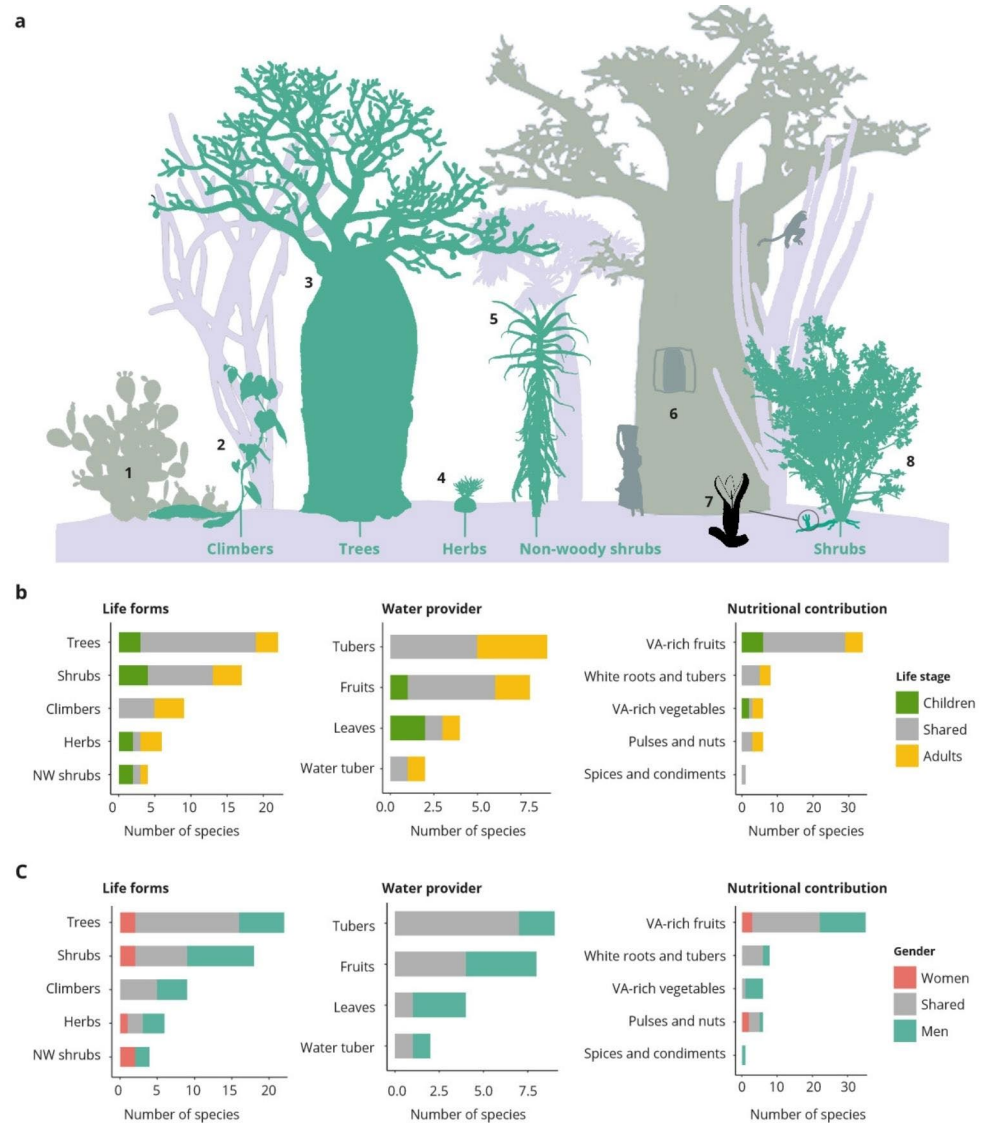 a
3
5
6
1
2
4
7
8
Climbers
Trees
Herbs
Non-woody shrubs
Shrubs
b
Life forms
Trees
Shrubs
Climbers
Herbs
NW shrubs
0 5 10 15 20
Number of species
Water provider
Tubers
Fruits
Leaves
Water tuber
0.0 2.5 5.0 7.5
Number of species
Nutritional contribution
VA-rich fruits
White roots and tubers
VA-rich vegetables
Pulses and nuts
Spices and condiments
0 10 20 30
Number of species
Life stage
Children
Shared
Adults
C
Life forms
Trees
Shrubs
Climbers
Herbs
NW shrubs
0 5 10 15 20
Number of species
Water provider
Tubers
Fruits
Leaves
Water tuber
0.0 2.5 5.0 7.5
Number of species
Nutritional contribution
VA-rich fruits
White roots and tubers
VA-rich vegetables
Pulses and nuts
Spices and condiments
0 10 20 30
Number of species
Gender
Women
Shared
Men